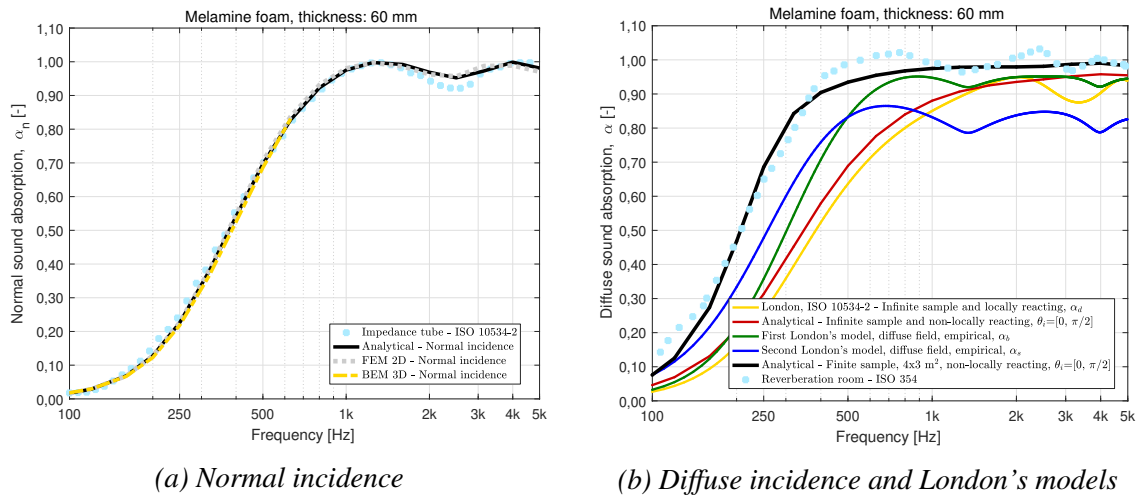 Melamine foam, thickness: 60 mm
1,10
1,00
0,90
0,80
0,70
0,60
0,50
0,40
0,30
0,20
0,10
0,00
Normal sound absorption, α_n [-]
Impedance tube - ISO 10534-2
Analytical - Normal incidence
FEM 2D - Normal incidence
BEM 3D - Normal incidence
100 250 500 1k 2k 3k 4k 5k
Frequency [Hz]
(a) Normal incidence
Melamine foam, thickness: 60 mm
1,10
1,00
0,90
0,80
0,70
0,60
0,50
0,40
0,30
0,20
0,10
0,00
Diffuse sound absorption, α [-]
London, ISO 10534-2 - Infinite sample and locally reacting, α_d
Analytical - Infinite sample and non-locally reacting, θ_i=[0, π/2]
First London's model, diffuse field, empirical, α_b
Second London's model, diffuse field, empirical, α_s
Analytical - Finite sample, 4x3 m², non-locally reacting, θ_i=[0, π/2]
Reverberation room - ISO 354
100 250 500 1k 2k 3k 4k 5k
Frequency [Hz]
(b) Diffuse incidence and London's models